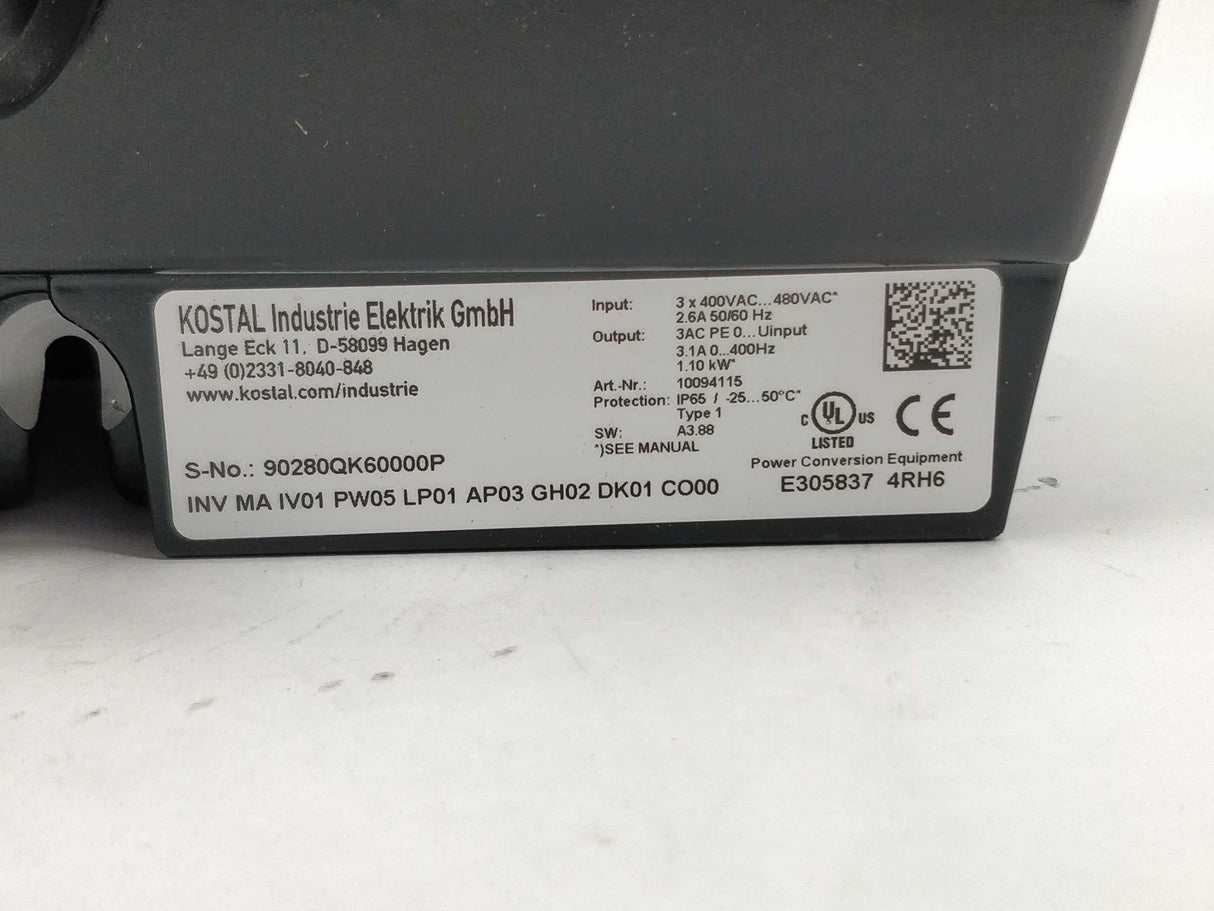 KOSTAL Industrie Elektrik GmbH
Lange Eck 11, D-58099 Hagen
+49 (0)2331-8040-848
www.kostal.com/industrie
S-No.: 90280QK60000P
INV MA IV01 PW05 LP01 AP03 GH02 DK01 CO00
Input: 3 x 400VAC...480VAC*
2.6A 50/60 Hz
Output: 3AC PE 0...Uinput
3.1A 0...400Hz
1.10 kW*
Art.-Nr.: 10094115
Protection: IP65 / -25...50°C*
Type 1
SW: A3.88
*)SEE MANUAL
C UL US
LISTED
CE
Power Conversion Equipment
E305837 4RH6